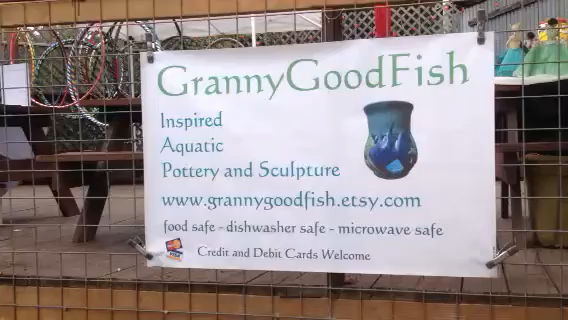 GrannyGoodFish
Inspired
Aquatic
Pottery and Sculpture
www.grannygoodfish.etsy.com
food safe - dishwasher safe - microwave safe
Credit and Debit Cards Welcome